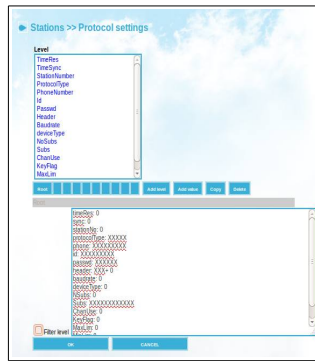 Stations >> Protocol settings
Level
TimeRes
TimeSync
StationNumber
ProtocolType
PhoneNumber
Id
Passwd
Header
Baudrate
deviceType
NoSubs
Subs
ChanUse
KeyFlag
MaxLim
Root Add level Add value Copy Delete
Root
timeRes: 0
sync: 0
stationNo: 0
protocolType: XXXXX
phone: XXXXXXXXX
id: XXXXXXXXX
passwd: XXXXXX
header: XXX+ 0
baudrate: 0
deviceType: 0
NSubs: 0
Subs: XXXXXXXXXXXX
ChanUse: 0
KeyFlag: 0
MaxLim: 0
Filter level
OK CANCEL